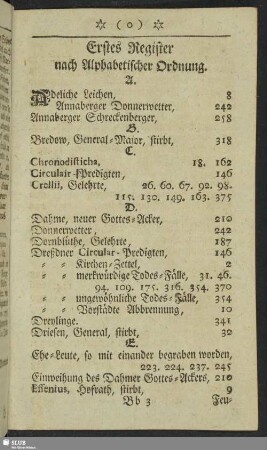 ( o )
Erstes Register
nach Alphabetischer Ordnung.
A.
Adeliche Leichen, 8
Annaberger Donnerwetter, 242
Annaberger Schreckenberger, 258
B.
Bredow, General-Major, stirbt, 318
C.
Chronodisticha, 18. 162
Circulair-Predigten, 146
Crollii, Gelehrte, 26. 60. 67. 92. 98.
115. 130. 149. 163. 375
D.
Dahme, neuer Gottes-Acker, 210
Donnerwetter, 242
Dornblüthe, Gelehrte, 187
Dreßdner Circular-Predigten, 146
= = Kirchen-Zettel, 2
= = merkwürdige Todes-Fälle, 31. 46.
94. 109. 175. 316. 354. 370
= = ungewöhnliche Todes-Fälle, 354
= = Vorstädte Abbrennung, 10
Dreylinge. 341
Driesen, General, stirbt, 32
E.
Ehe-Leute, so mit einander begraben worden,
223. 224. 237. 245
Einweihung des Dahmer Gottes-Ackers, 210
Essenius, Hofrath, stirbt, 9
Bb 3 Feu-